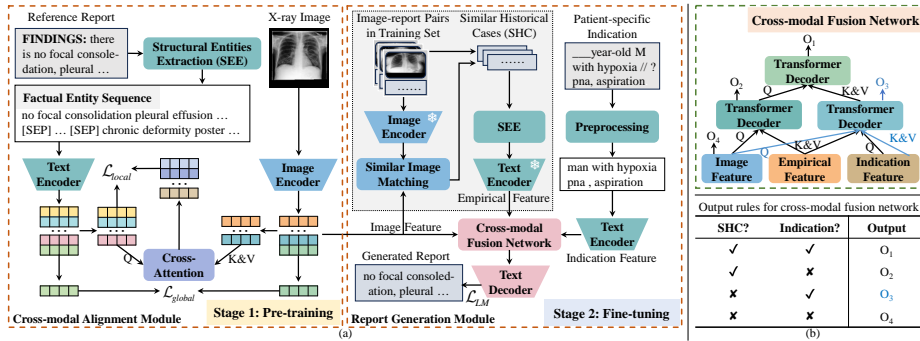 Reference Report
FINDINGS: there
is no focal console-
dation, pleural ...
Structural Entities
Extraction (SEE)
X-ray Image
Factual Entity Sequence
no focal consolidation pleural effusion ...
[SEP] ... [SEP] chronic deformity poster ...
Text
Encoder
Image
Encoder
L_local
Q
Cross-
Attention
K&V
L_global
Cross-modal Alignment Module
Stage 1: Pre-training
(a)
Image-report Pairs
in Training Set
Similar Historical
Cases (SHC)
Patient-specific
Indication
......
......
___year-old M
with hypoxia // ?
pna, aspiration
Image
Encoder
SEE
Preprocessing
Similar Image
Matching
Text
Encoder
man with hypoxia
pna , aspiration
Empirical Feature
Image Feature
Cross-modal
Fusion Network
Text
Encoder
Indication Feature
Generated Report
no focal consoled-
ation, pleural ...
L_LM
Text
Decoder
Report Generation Module
Stage 2: Fine-tuning
Cross-modal Fusion Network
O₁
Transformer
Decoder
O₂
Q
K&V
O₃
Transformer
Decoder
Transformer
Decoder
O₄
Q
Q
K&V
K&V
K&V
Image
Feature
Empirical
Feature
Indication
Feature
Output rules for cross-modal fusion network
SHC? Indication? Output
✓ ✓ O₁
✓ ✘ O₂
✘ ✓ O₃
✘ ✘ O₄
(b)